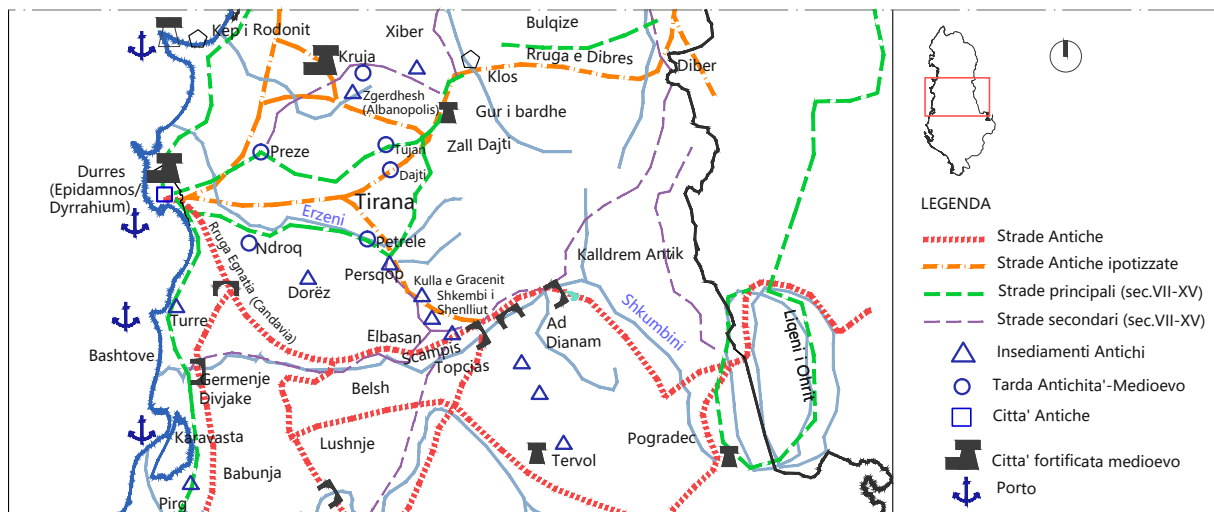 Kep i Rodonit
Xiber
Bulqize
Kruja
Rruga e Dibres
Diber
Klos
Zgerdhesh
(Albanopolis)
Gur i bardhe
Tujan
Zall Dajti
Preze
Dajti
Durres
(Epidamnos/
Dyrrahium)
Tirana
Erzeni
Rruga Egnatia (Candavia)
Ndroq
Petrele
Persqop
Kalldrem Antik
Dorëz
Kulla e Gracenit
Shkembi i
Shenlliut
Shkumbini
Liqeni i Ohrit
Turre
Elbasan
Ad
Dianam
Bashtove
Scampis
Topcias
Germenje
Divjake
Belsh
Karavasta
Lushnje
Pogradec
Babunja
Tervol
Pirg
LEGENDA
Strade Antiche
Strade Antiche ipotizzate
Strade principali (sec.VII-XV)
Strade secondari (sec.VII-XV)
Insediamenti Antichi
Tarda Antichita'-Medioevo
Citta' Antiche
Citta' fortificata medioevo
Porto